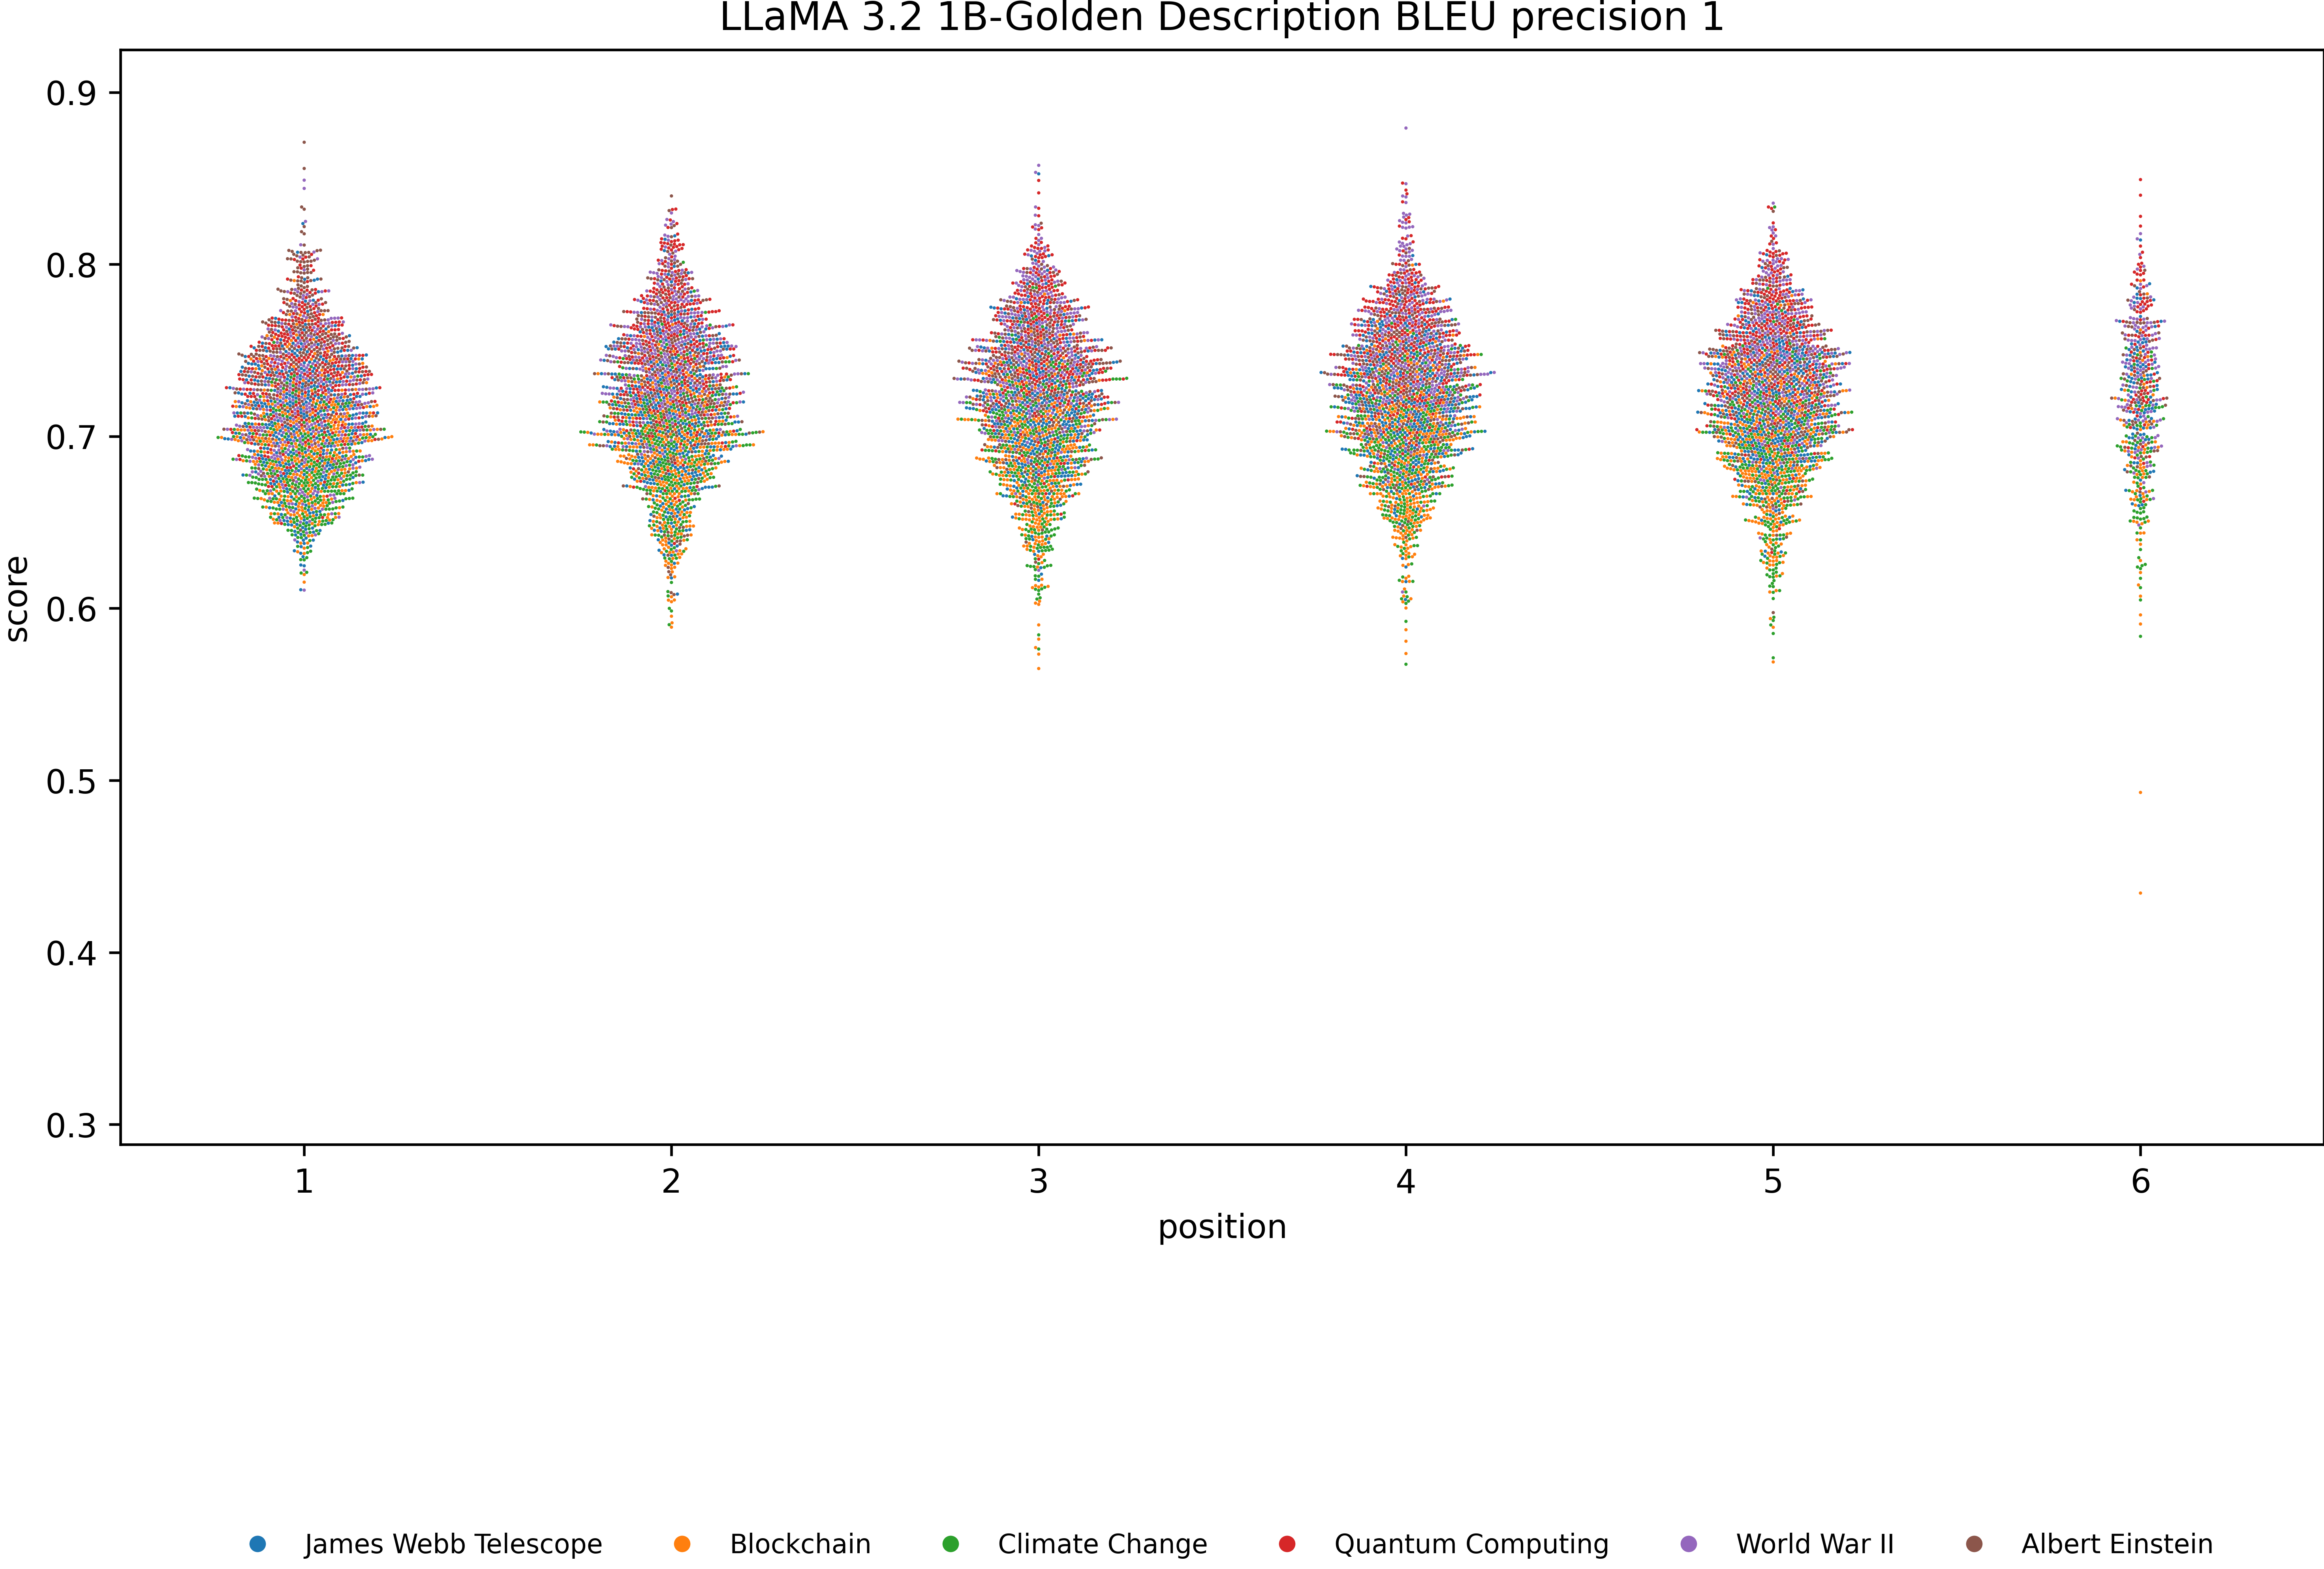 LLaMA 3.2 1B-Golden Description BLEU precision 1
0.9
0.8
0.7
0.6
0.5
0.4
0.3
score
1 2 3 4 5 6
position
James Webb Telescope Blockchain Climate Change Quantum Computing World War II Albert Einstein